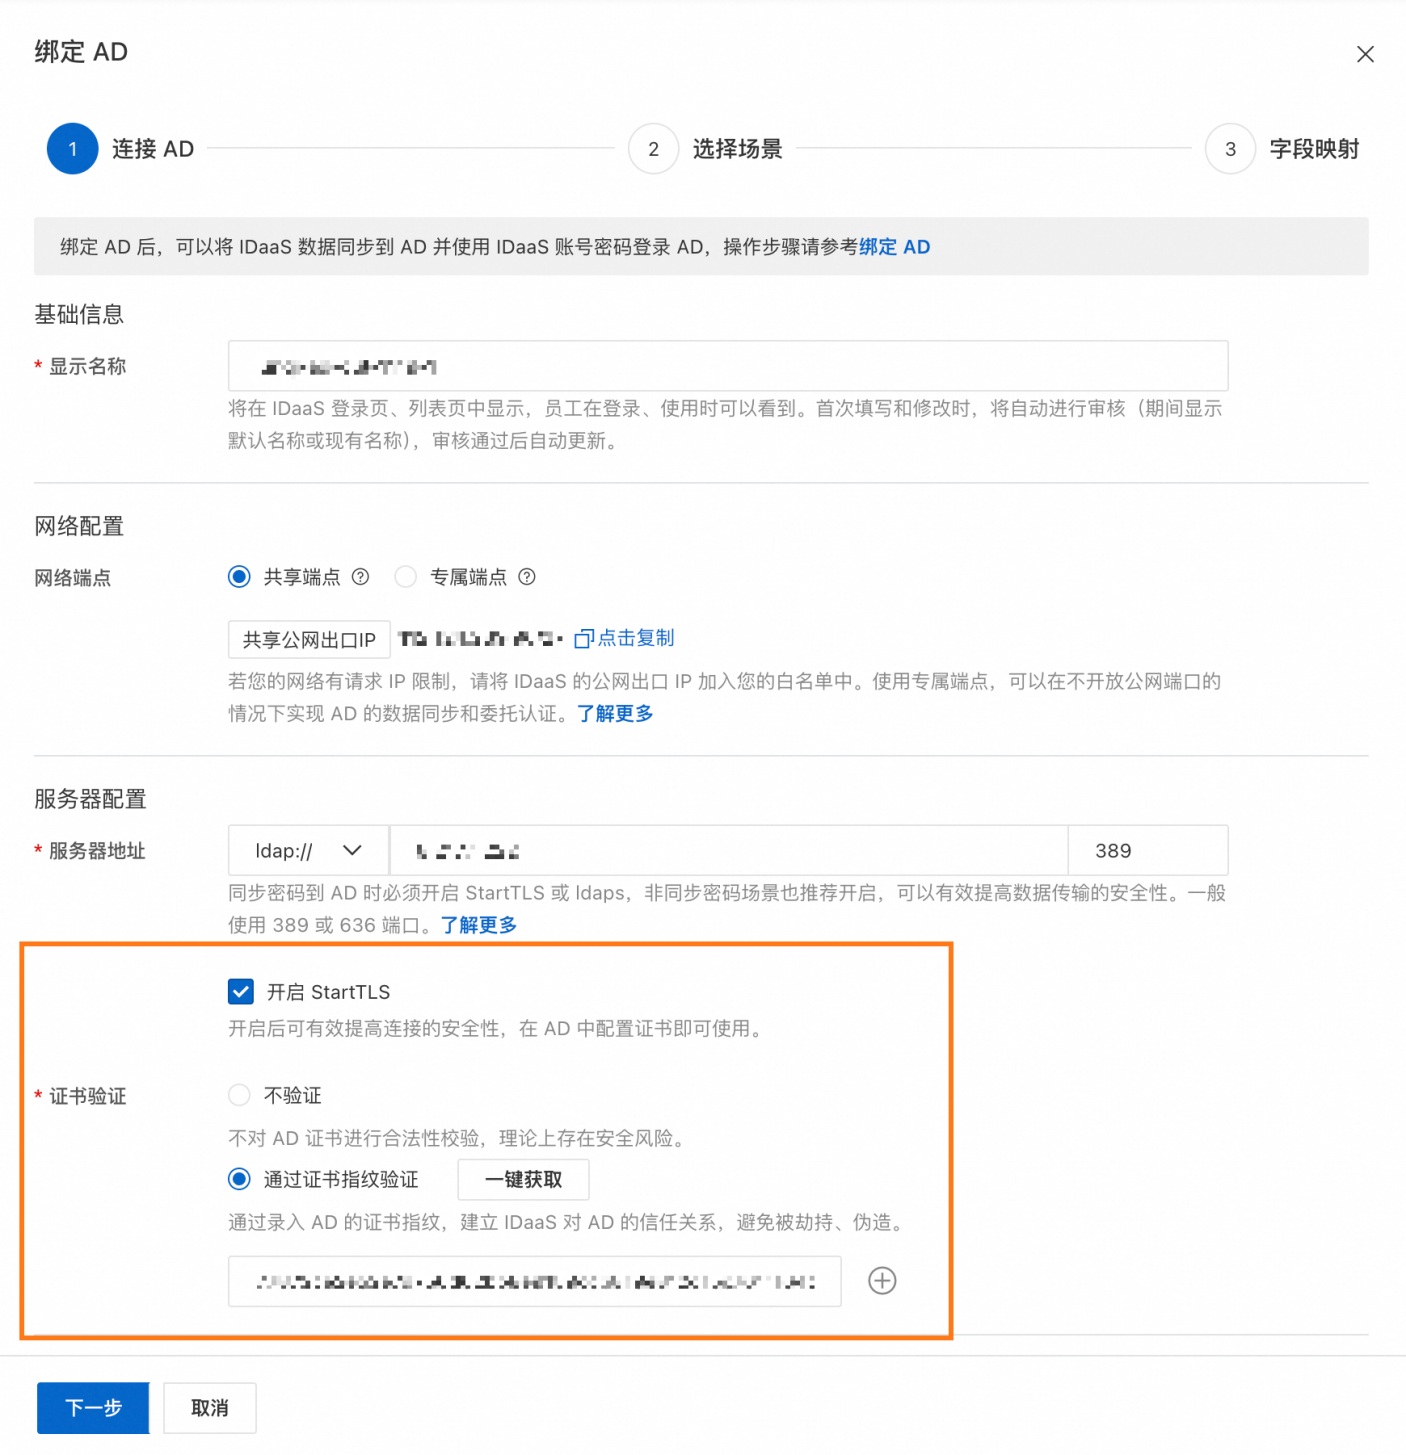 绑定 AD
1 连接 AD 2 选择场景 3 字段映射
绑定 AD 后，可以将 IDaaS 数据同步到 AD 并使用 IDaaS 账号密码登录 AD，操作步骤请参考绑定 AD
基础信息
* 显示名称
将在 IDaaS 登录页、列表页中显示，员工在登录、使用时可以看到。首次填写和修改时，将自动进行审核（期间显示
默认名称或现有名称），审核通过后自动更新。
网络配置
网络端点 共享端点 ? 专属端点 ?
共享公网出口IP 点击复制
若您的网络有请求 IP 限制，请将 IDaaS 的公网出口 IP 加入您的白名单中。使用专属端点，可以在不开放公网端口的
情况下实现 AD 的数据同步和委托认证。了解更多
服务器配置
* 服务器地址 ldap:// 389
同步密码到 AD 时必须开启 StartTLS 或 ldaps，非同步密码场景也推荐开启，可以有效提高数据传输的安全性。一般
使用 389 或 636 端口。了解更多
开启 StartTLS
开启后可有效提高连接的安全性，在 AD 中配置证书即可使用。
* 证书验证 不验证
不对 AD 证书进行合法性校验，理论上存在安全风险。
通过证书指纹验证 一键获取
通过录入 AD 的证书指纹，建立 IDaaS 对 AD 的信任关系，避免被劫持、伪造。
下一步 取消